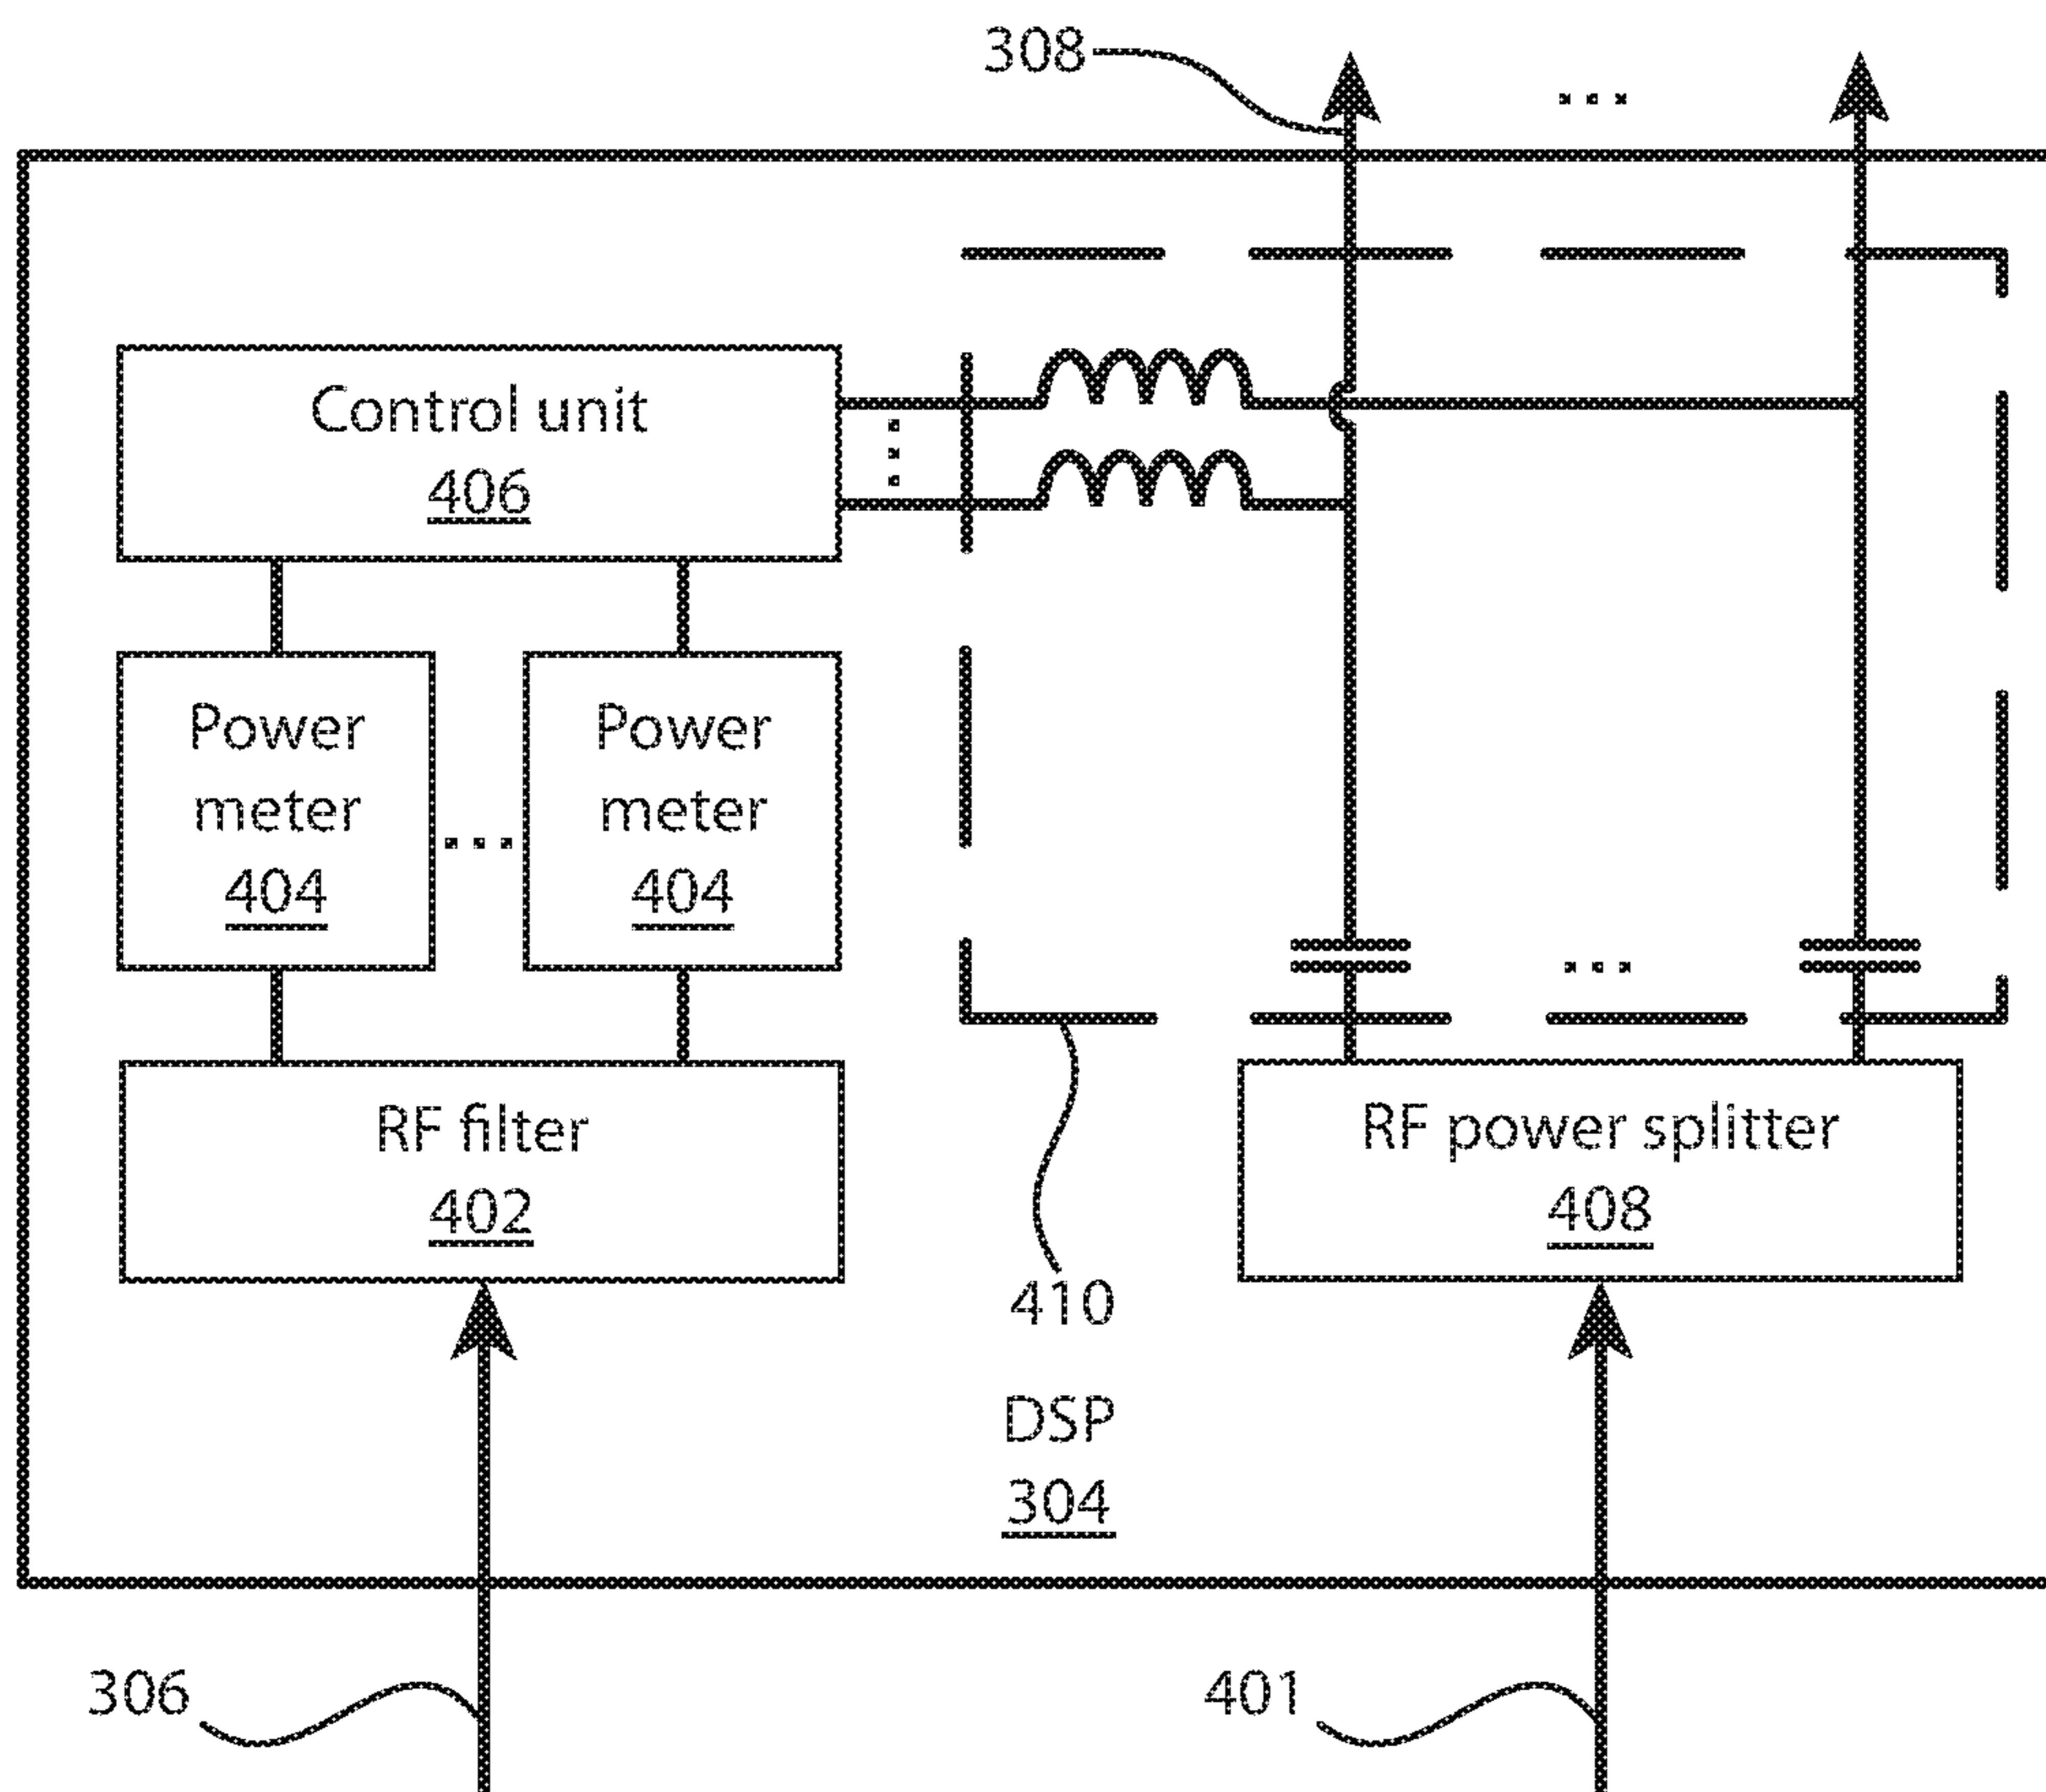 308
Control unit
406
Power
meter
404
Power
meter
404
RF filter
402
RF power splitter
408
410
DSP
304
306
401